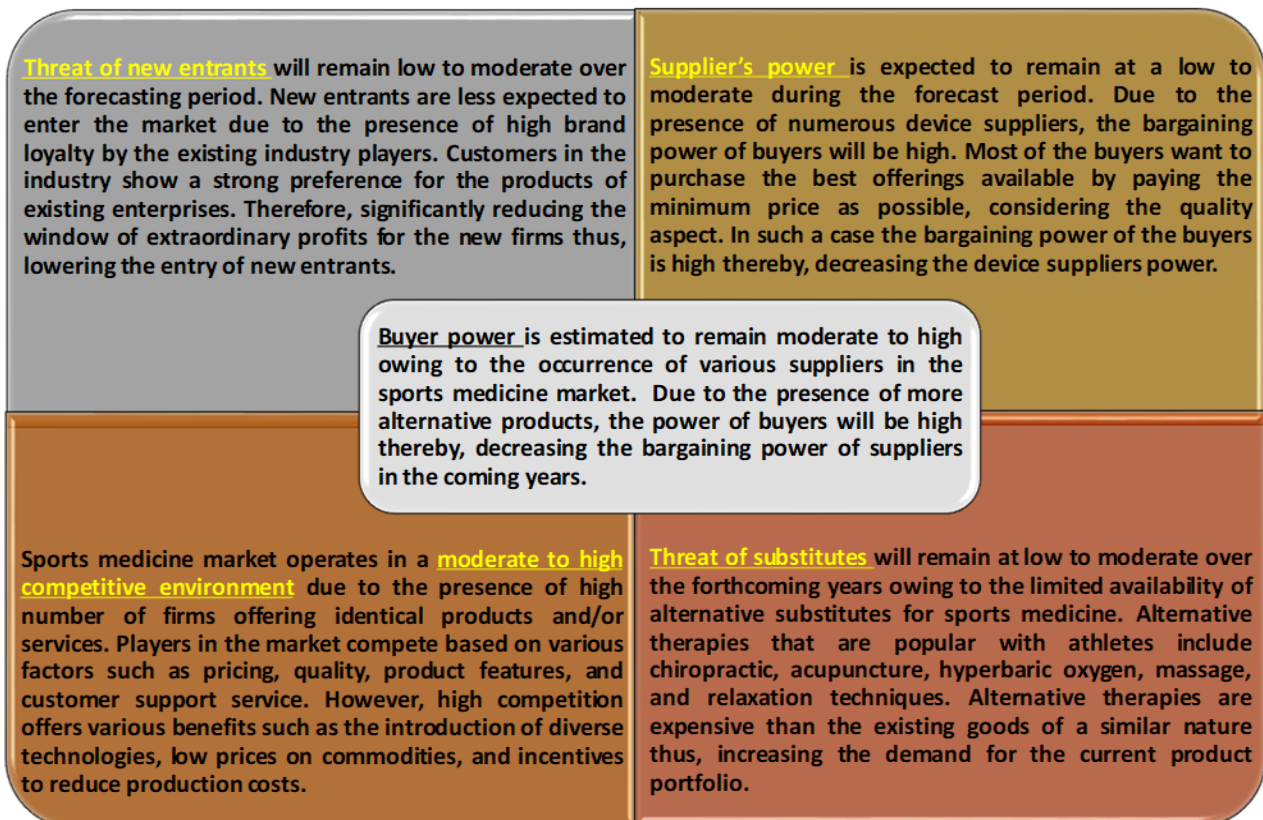 Threat of new entrants will remain low to moderate over
the forecasting period. New entrants are less expected to
enter the market due to the presence of high brand
loyalty by the existing industry players. Customers in the
industry show a strong preference for the products of
existing enterprises. Therefore, significantly reducing the
window of extraordinary profits for the new firms thus,
lowering the entry of new entrants.
Supplier's power is expected to remain at a low to
moderate during the forecast period. Due to the
presence of numerous device suppliers, the bargaining
power of buyers will be high. Most of the buyers want to
purchase the best offerings available by paying the
minimum price as possible, considering the quality
aspect. In such a case the bargaining power of the buyers
is high thereby, decreasing the device suppliers power.
Buyer power is estimated to remain moderate to high
owing to the occurrence of various suppliers in the
sports medicine market. Due to the presence of more
alternative products, the power of buyers will be high
thereby, decreasing the bargaining power of suppliers
in the coming years.
Sports medicine market operates in a moderate to high
competitive environment due to the presence of high
number of firms offering identical products and/or
services. Players in the market compete based on various
factors such as pricing, quality, product features, and
customer support service. However, high competition
offers various benefits such as the introduction of diverse
technologies, low prices on commodities, and incentives
to reduce production costs.
Threat of substitutes will remain at low to moderate over
the forthcoming years owing to the limited availability of
alternative substitutes for sports medicine. Alternative
therapies that are popular with athletes include
chiropractic, acupuncture, hyperbaric oxygen, massage,
and relaxation techniques. Alternative therapies are
expensive than the existing goods of a similar nature
thus, increasing the demand for the current product
portfolio.